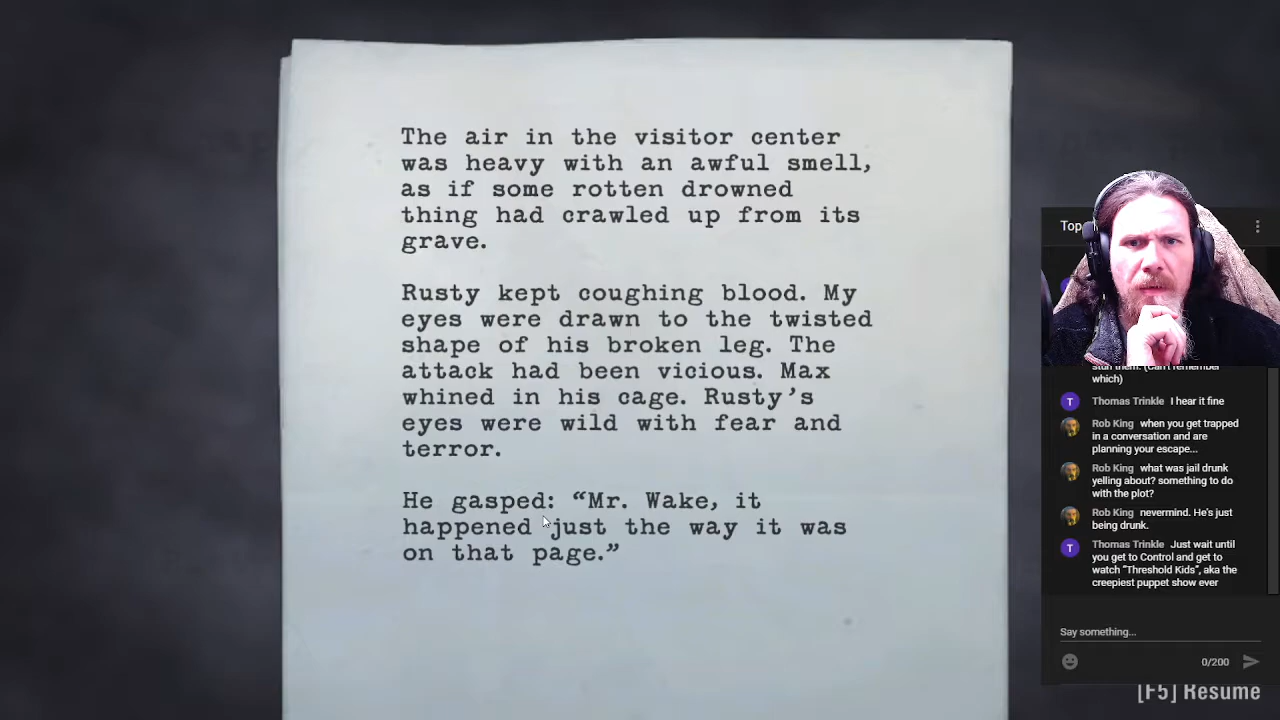 The air in the visitor center
was heavy with an awful smell,
as if some rotten drowned
thing had crawled up from its
grave.
Rusty kept coughing blood. My
eyes were drawn to the twisted
shape of his broken leg. The
attack had been vicious. Max
whined in his cage. Rusty's
eyes were wild with fear and
terror.
He gasped: “Mr. Wake, it
happened just the way it was
on that page.”
Top
which)
T Thomas Trinkle I hear it fine
Rob King when you get trapped
in a conversation and are
planning your escape...
Rob King what was jail drunk
yelling about? something to do
with the plot?
Rob King nevermind. He's just
being drunk.
T Thomas Trinkle Just wait until
you get to Control and get to
watch “Threshold Kids”, aka the
creepiest puppet show ever
Say something...
0/200
[F5] Resume